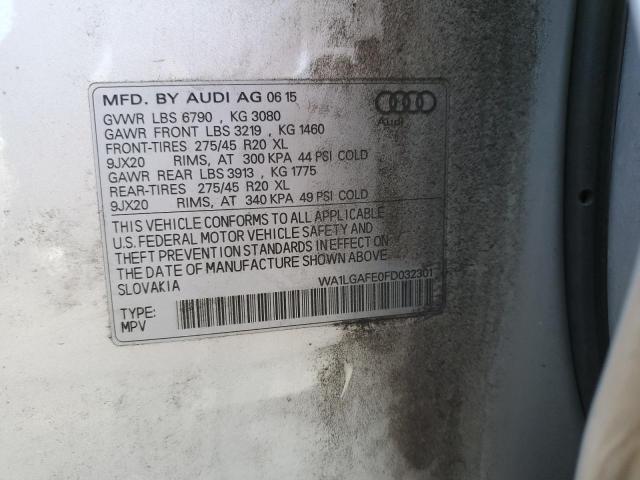 MFD. BY AUDI AG 06 15
GVWR LBS 6790 , KG 3080
GAWR FRONT LBS 3219 , KG 1460
FRONT-TIRES 275/45 R20 XL
9JX20 RIMS, AT 300 KPA 44 PSI COLD
GAWR REAR LBS 3913 , KG 1775
REAR-TIRES 275/45 R20 XL
9JX20 RIMS, AT 340 KPA 49 PSI COLD
Audi
THIS VEHICLE CONFORMS TO ALL APPLICABLE
U.S. FEDERAL MOTOR VEHICLE SAFETY AND
THEFT PREVENTION STANDARDS IN EFFECT ON
THE DATE OF MANUFACTURE SHOWN ABOVE.
SLOVAKIA
WA1LGAFE0FD032301
TYPE:
MPV